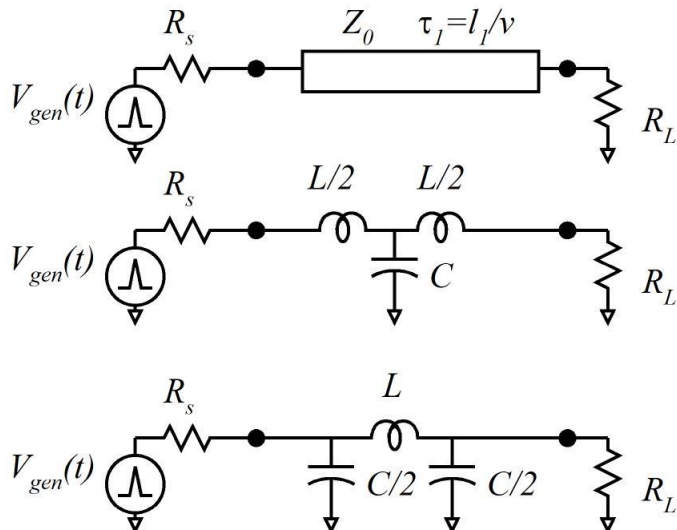 R_s Z_0 τ_1=l_1/v
V_gen(t) R_L
R_s L/2 L/2
V_gen(t) C R_L
L
R_s
V_gen(t) C/2 C/2 R_L